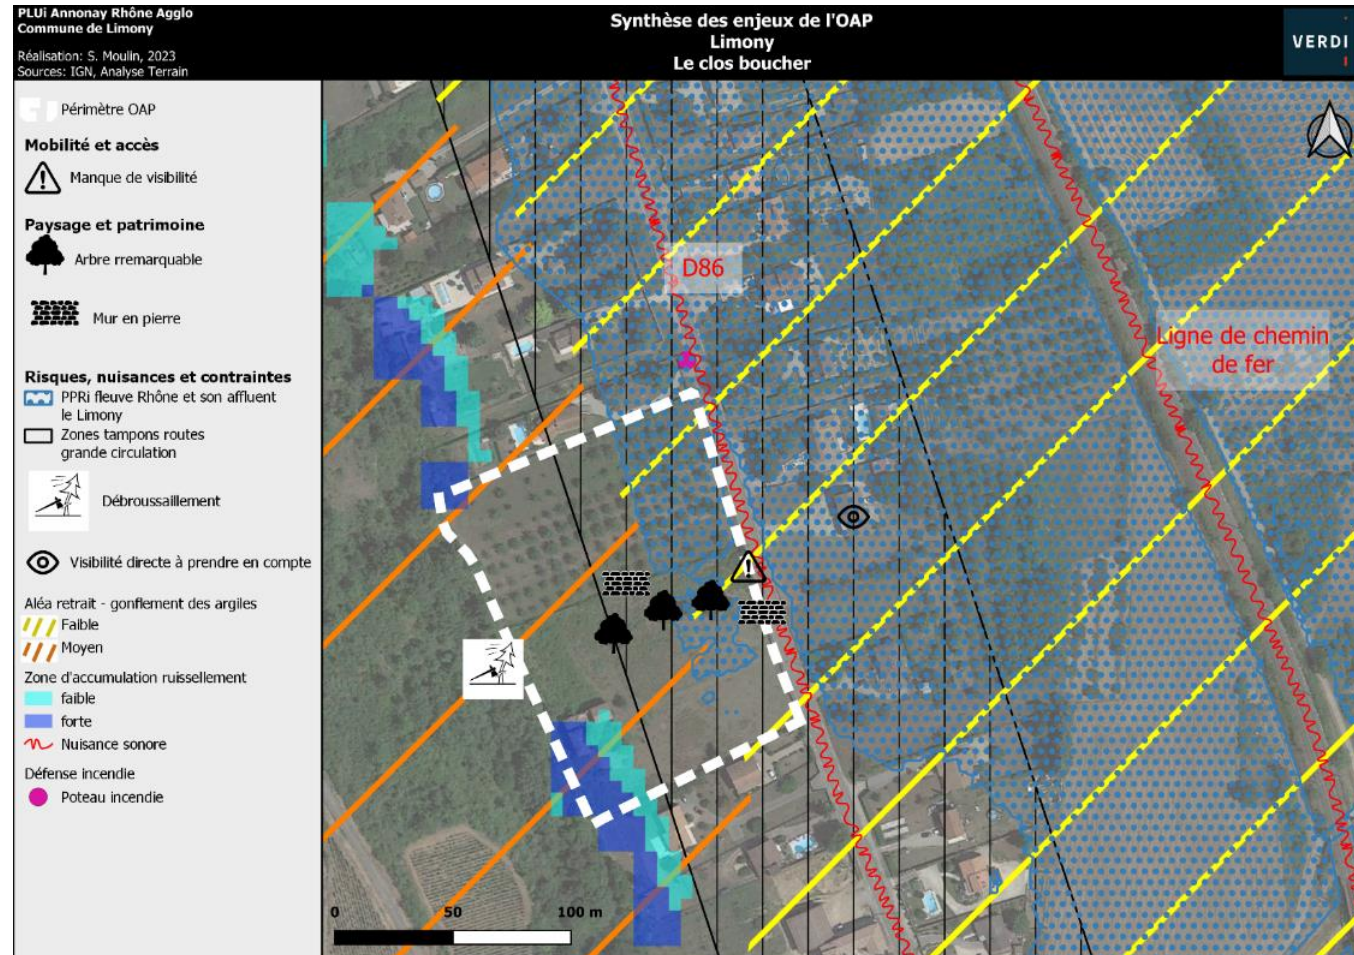 PLUi Annonay Rhône Agglo
Commune de Limony
Réalisation: S. Moulin, 2023
Sources: IGN, Analyse Terrain
Synthèse des enjeux de l'OAP
Limony
Le clos boucher
VERDI
Périmètre OAP
Mobilité et accès
Manque de visibilité
Paysage et patrimoine
Arbre rremarquable
Mur en pierre
Risques, nuisances et contraintes
PPRi fleuve Rhône et son affluent
le Limony
Zones tampons routes
grande circulation
Débroussaillement
Visibilité directe à prendre en compte
Aléa retrait - gonflement des argiles
Faible
Moyen
Zone d'accumulation ruissellement
faible
forte
Nuisance sonore
Défense incendie
Poteau incendie
D86
Ligne de chemin
de fer
0 50 100 m